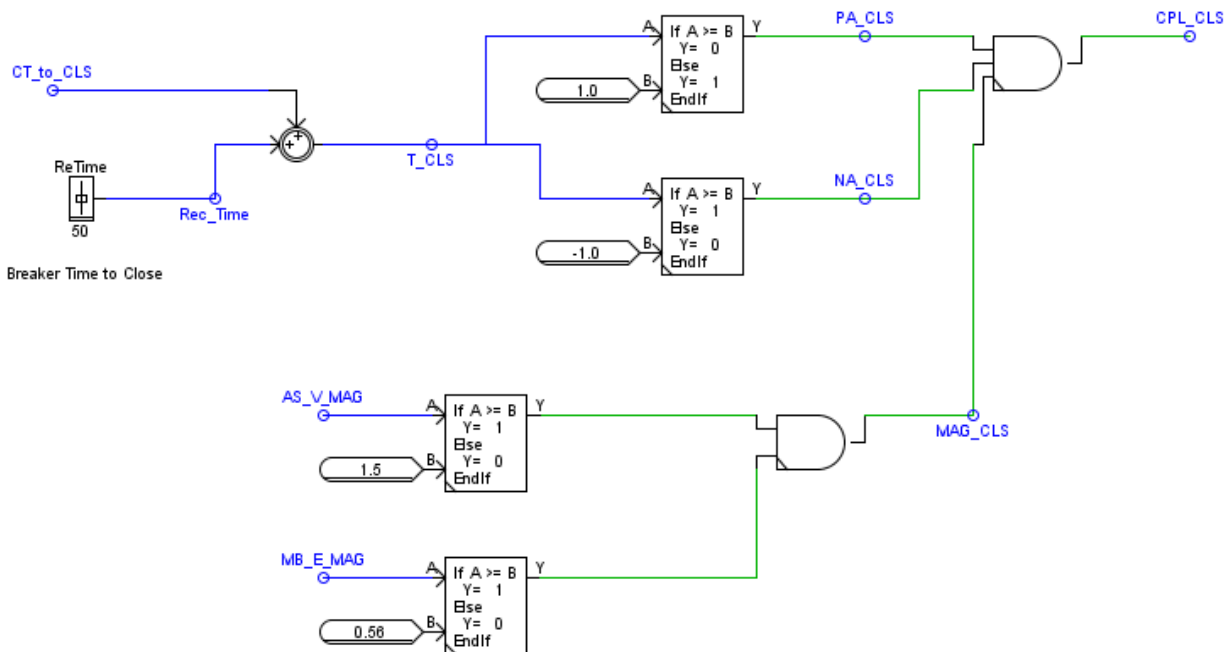 CT_to_CLS
ReTime
50
Rec_Time
Breaker Time to Close
+
+
T_CLS
A
B
1.0
If A >= B
Y= 0
Else
Y= 1
EndIf
Y
PA_CLS
CPL_CLS
A
B
-1.0
If A >= B
Y= 1
Else
Y= 0
EndIf
Y
NA_CLS
AS_V_MAG
A
B
1.5
If A >= B
Y= 1
Else
Y= 0
EndIf
Y
MAG_CLS
MB_E_MAG
A
B
0.56
If A >= B
Y= 1
Else
Y= 0
EndIf
Y